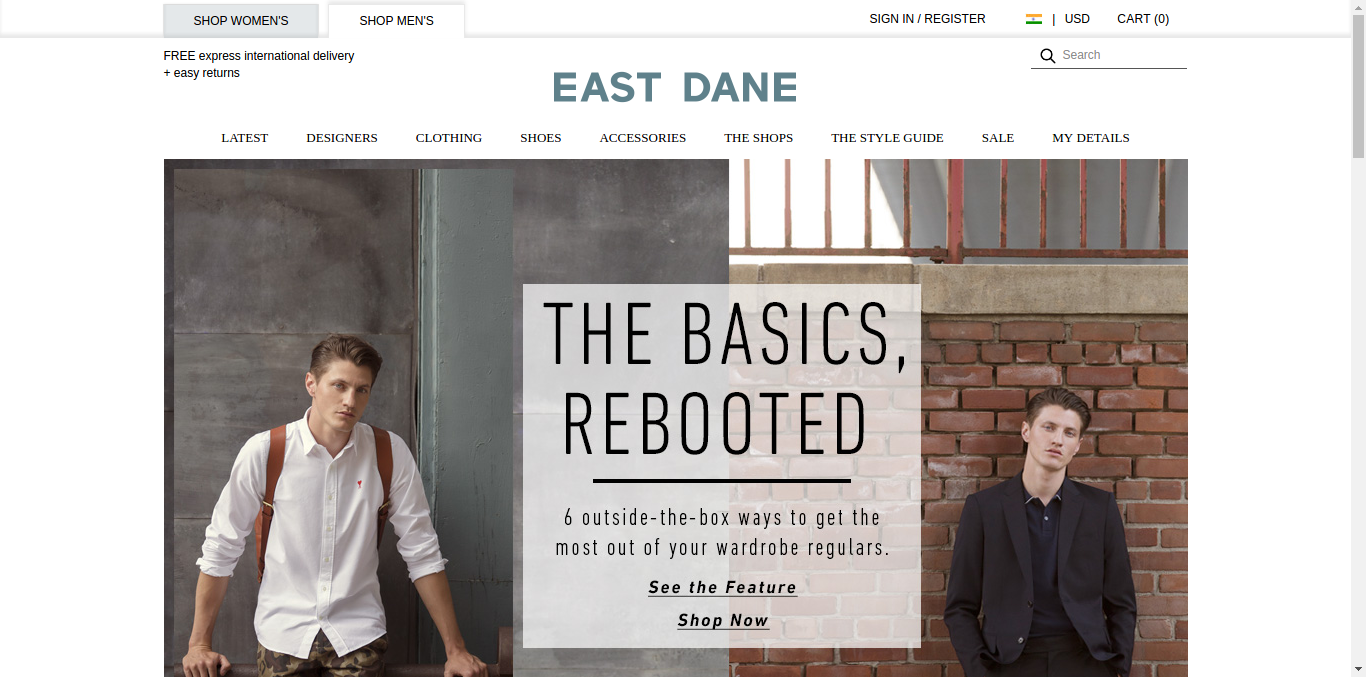 SHOP WOMEN'S
SHOP MEN'S
SIGN IN / REGISTER
| USD
CART (0)
FREE express international delivery
+ easy returns
Search
EAST DANE
LATEST
DESIGNERS
CLOTHING
SHOES
ACCESSORIES
THE SHOPS
THE STYLE GUIDE
SALE
MY DETAILS
THE BASICS,
REBOOTED
6 outside-the-box ways to get the
most out of your wardrobe regulars.
See the Feature
Shop Now